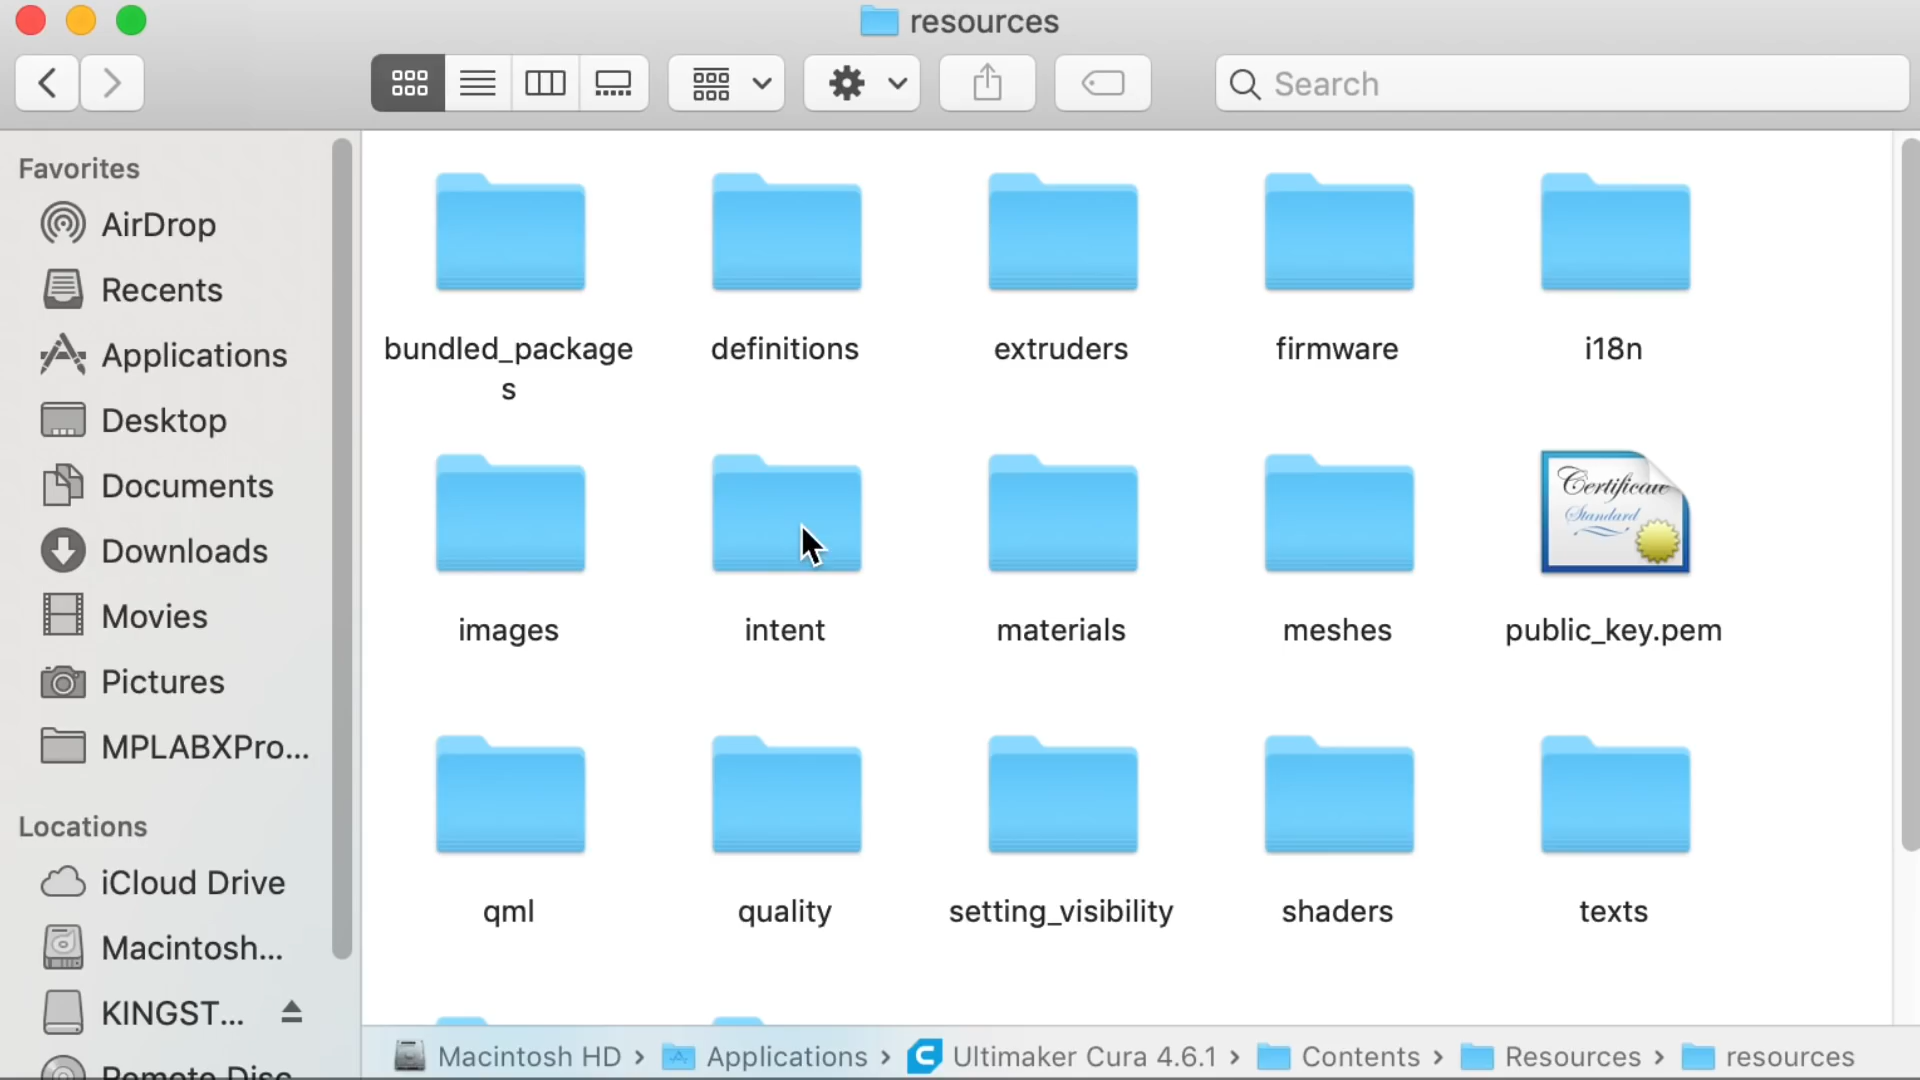 resources
Search
Favorites
AirDrop
Recents
Applications
Desktop
Documents
Downloads
Movies
Pictures
MPLABXPro...
Locations
iCloud Drive
Macintosh...
KINGST...
Remote Disc
bundled_package
s
definitions
extruders
firmware
i18n
images
intent
materials
meshes
Certificate
Standard
public_key.pem
qml
quality
setting_visibility
shaders
texts
Macintosh HD › Applications › Ultimaker Cura 4.6.1 › Contents › Resources › resources